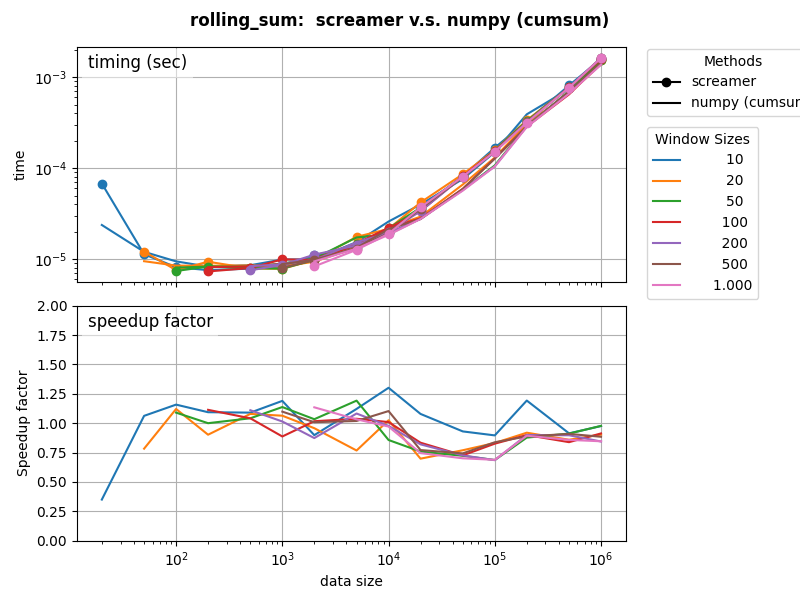 rolling_sum: screamer v.s. numpy (cumsum)
timing (sec)
time
10⁻³
10⁻⁴
10⁻⁵
Methods
screamer
numpy (cumsur
Window Sizes
10
20
50
100
200
500
1.000
speedup factor
Speedup factor
2.00
1.75
1.50
1.25
1.00
0.75
0.50
0.25
0.00
10² 10³ 10⁴ 10⁵ 10⁶
data size